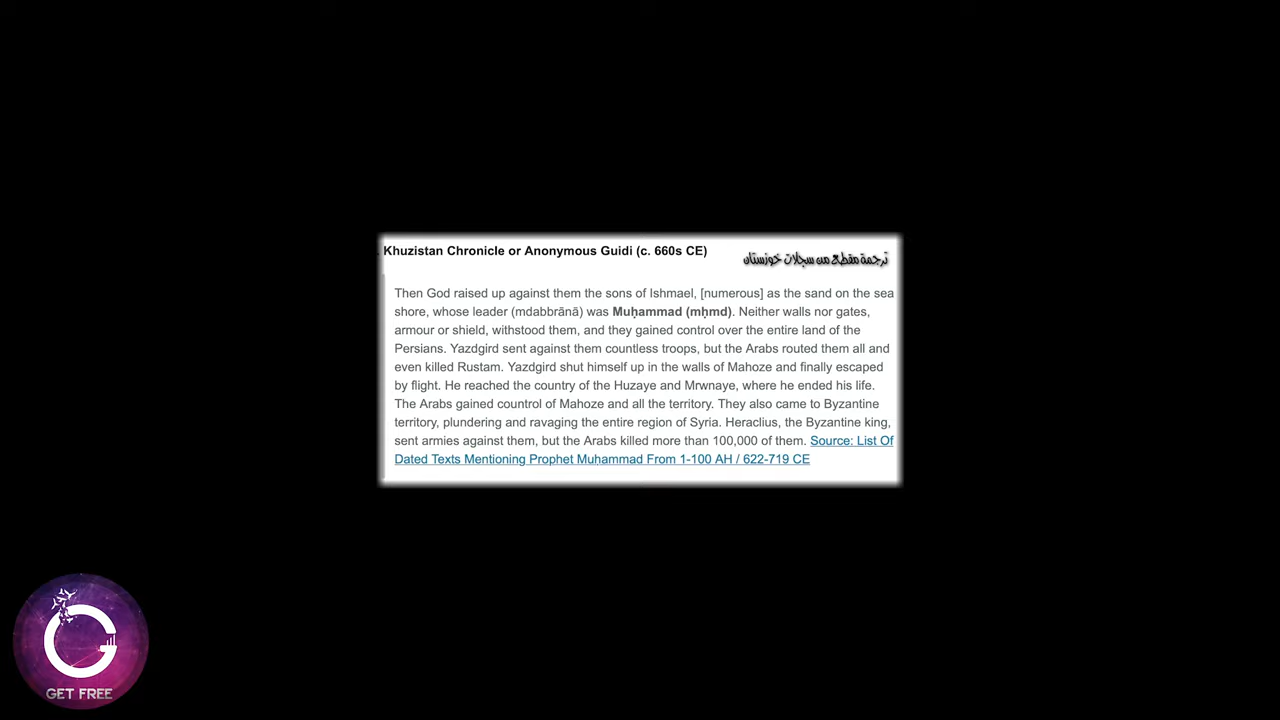 Khuzistan Chronicle or Anonymous Guidi (c. 660s CE)
ترجمة مقطع من سجلات خوزستان
Then God raised up against them the sons of Ishmael, [numerous] as the sand on the sea
shore, whose leader (mdabbrānā) was Muḥammad (mḥmd). Neither walls nor gates,
armour or shield, withstood them, and they gained control over the entire land of the
Persians. Yazdgird sent against them countless troops, but the Arabs routed them all and
even killed Rustam. Yazdgird shut himself up in the walls of Mahoze and finally escaped
by flight. He reached the country of the Huzaye and Mrwnaye, where he ended his life.
The Arabs gained countrol of Mahoze and all the territory. They also came to Byzantine
territory, plundering and ravaging the entire region of Syria. Heraclius, the Byzantine king,
sent armies against them, but the Arabs killed more than 100,000 of them. Source: List Of
Dated Texts Mentioning Prophet Muḥammad From 1-100 AH / 622-719 CE
GET FREE